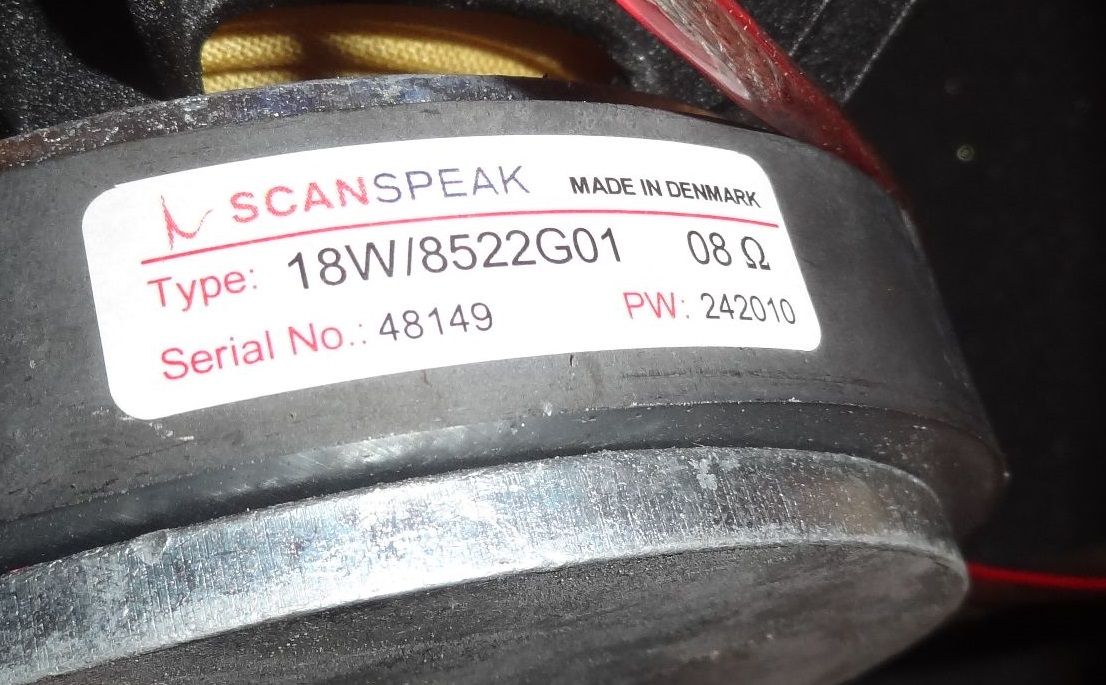 SCANSPEAK MADE IN DENMARK
Type: 18W/8522G01 08 Ω
Serial No.: 48149 PW: 242010